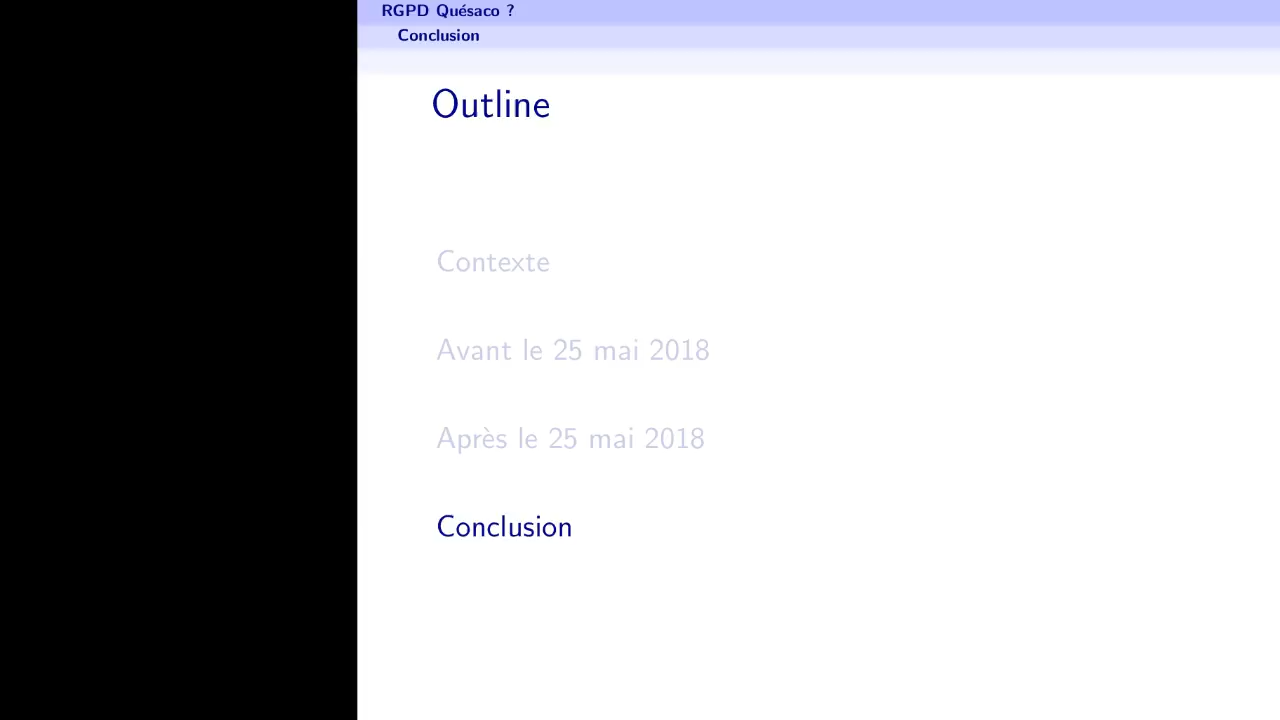 RGPD Quésaco ?
Conclusion
Outline
Contexte
Avant le 25 mai 2018
Après le 25 mai 2018
Conclusion